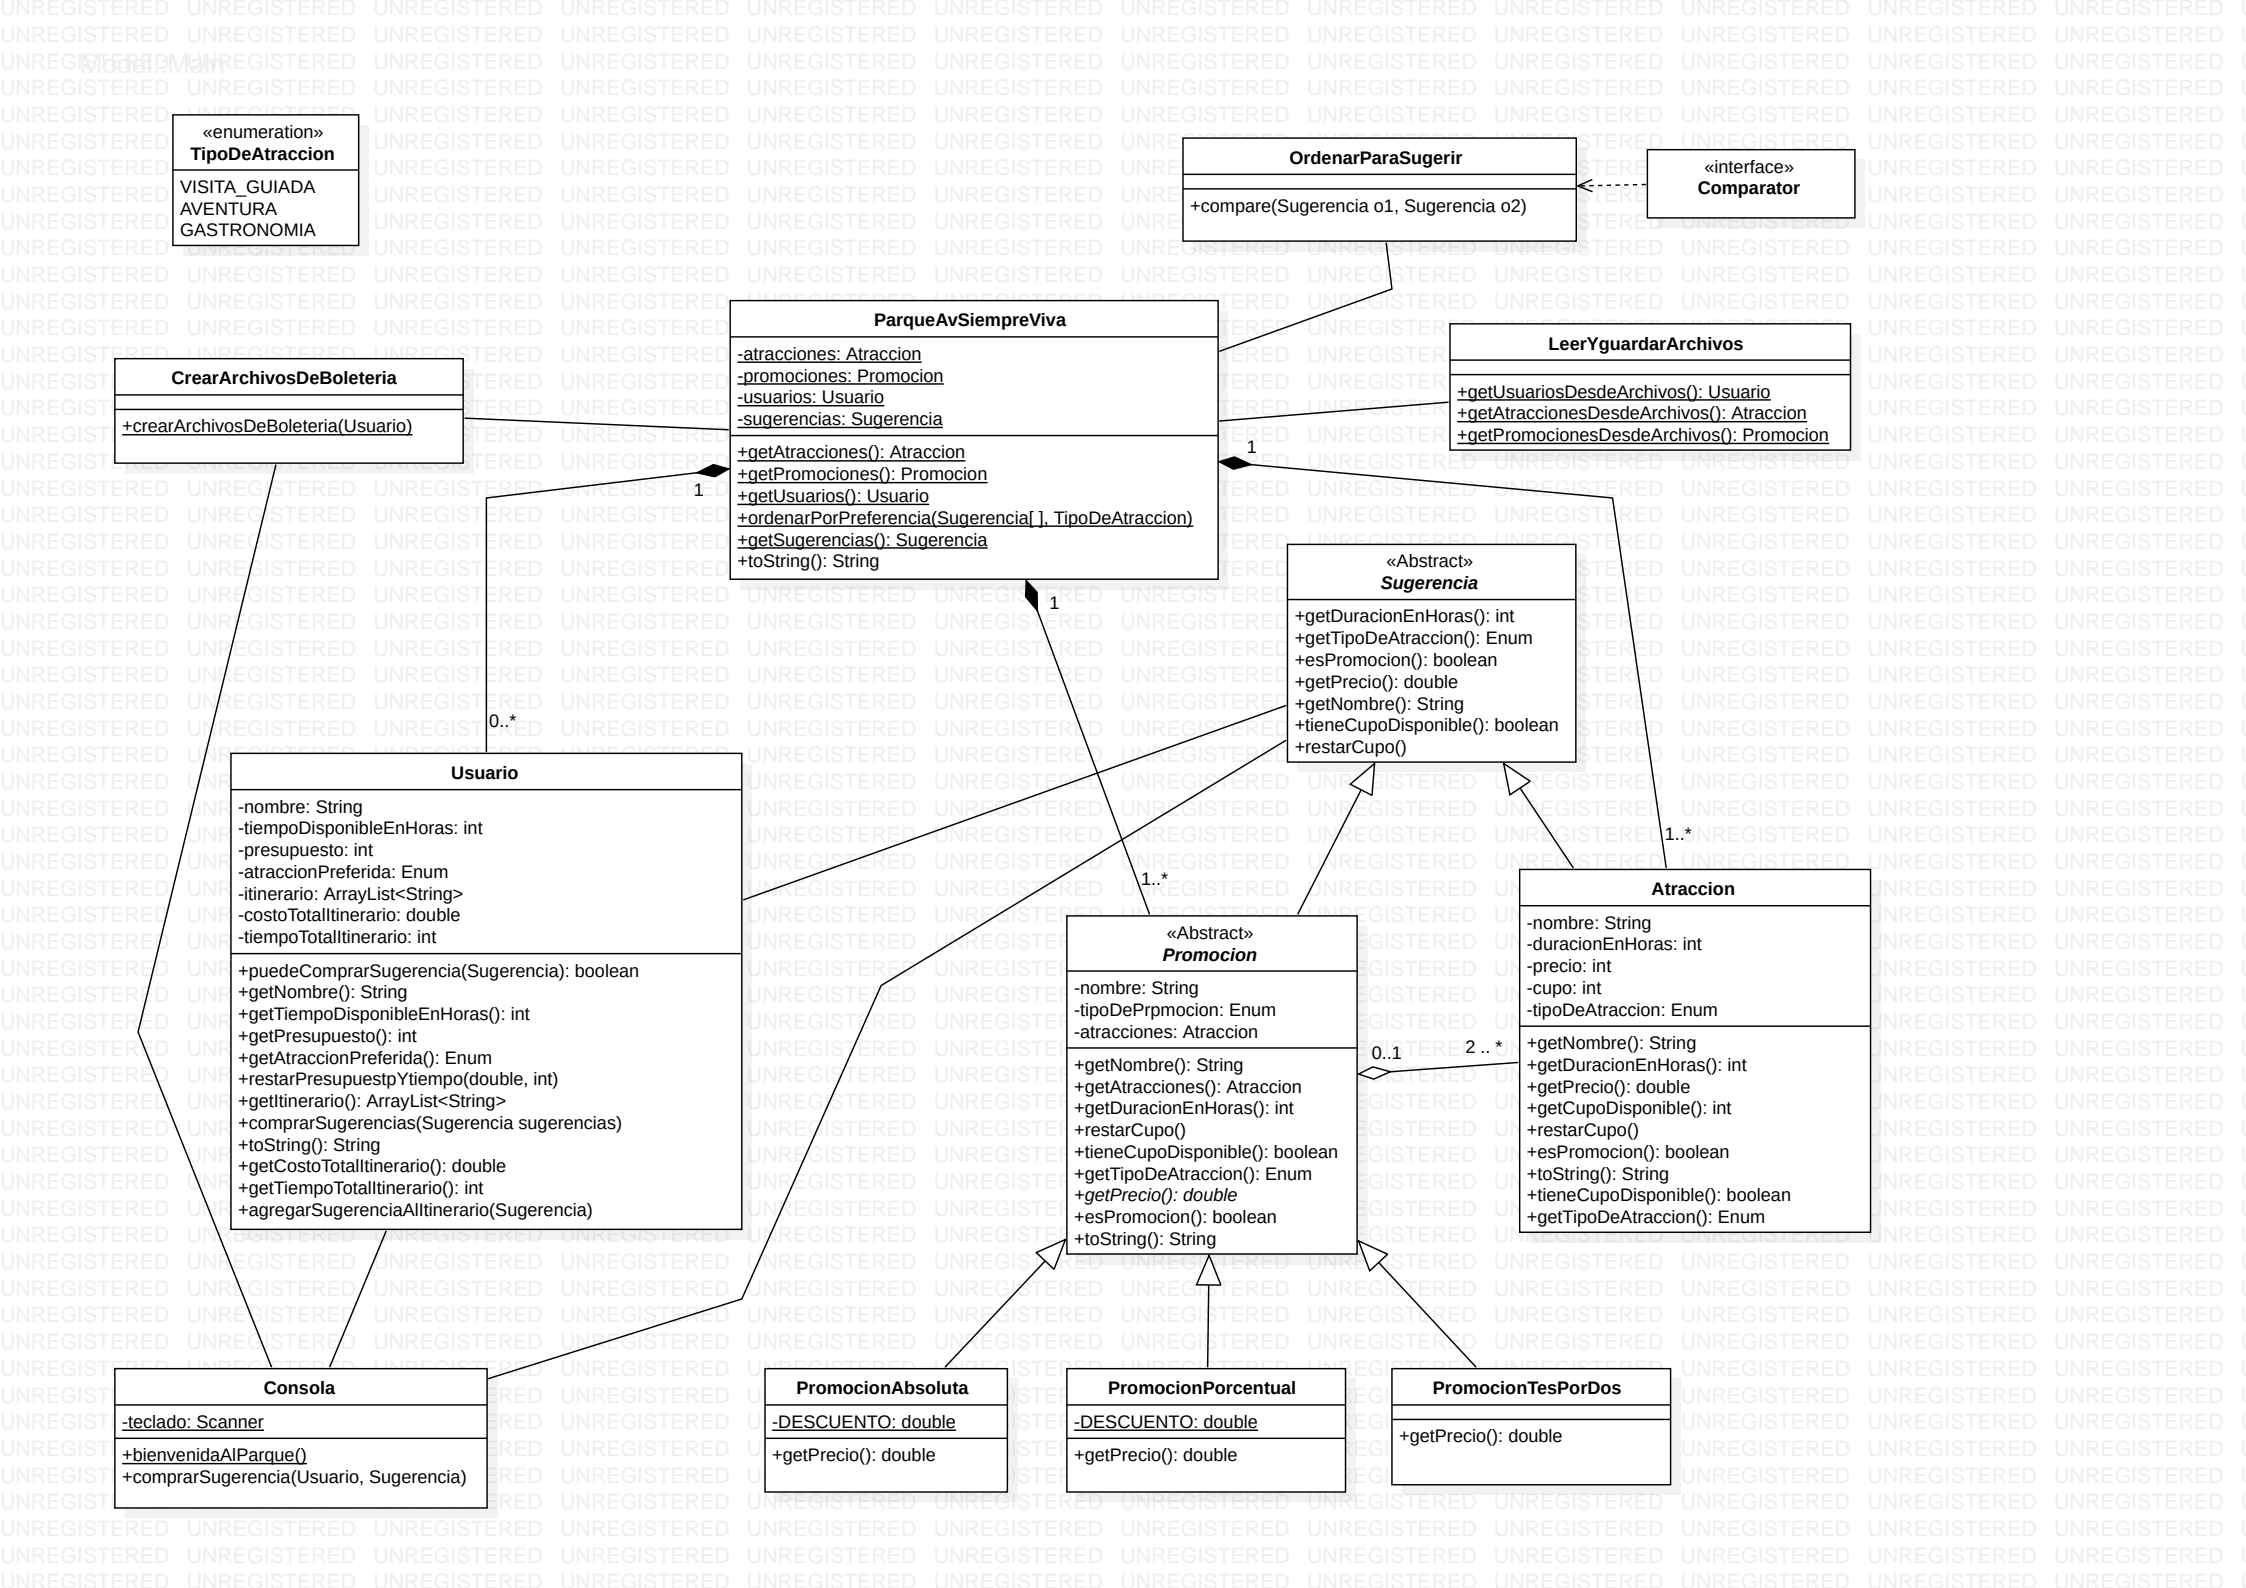 Model::Main
«enumeration»
TipoDeAtraccion
VISITA_GUIADA
AVENTURA
GASTRONOMIA
OrdenarParaSugerir
+compare(Sugerencia o1, Sugerencia o2)
«interface»
Comparator
ParqueAvSiempreViva
-atracciones: Atraccion
-promociones: Promocion
-usuarios: Usuario
-sugerencias: Sugerencia
+getAtracciones(): Atraccion
+getPromociones(): Promocion
+getUsuarios(): Usuario
+ordenarPorPreferencia(Sugerencia[ ], TipoDeAtraccion)
+getSugerencias(): Sugerencia
+toString(): String
LeerYguardarArchivos
+getUsuariosDesdeArchivos(): Usuario
+getAtraccionesDesdeArchivos(): Atraccion
+getPromocionesDesdeArchivos(): Promocion
CrearArchivosDeBoleteria
+crearArchivosDeBoleteria(Usuario)
1
1
1
0..*
1..*
1..*
«Abstract»
Sugerencia
+getDuracionEnHoras(): int
+getTipoDeAtraccion(): Enum
+esPromocion(): boolean
+getPrecio(): double
+getNombre(): String
+tieneCupoDisponible(): boolean
+restarCupo()
Usuario
-nombre: String
-tiempoDisponibleEnHoras: int
-presupuesto: int
-atraccionPreferida: Enum
-itinerario: ArrayList<String>
-costoTotalItinerario: double
-tiempoTotalItinerario: int
+puedeComprarSugerencia(Sugerencia): boolean
+getNombre(): String
+getTiempoDisponibleEnHoras(): int
+getPresupuesto(): int
+getAtraccionPreferida(): Enum
+restarPresupuestpYtiempo(double, int)
+getItinerario(): ArrayList<String>
+comprarSugerencias(Sugerencia sugerencias)
+toString(): String
+getCostoTotalItinerario(): double
+getTiempoTotalItinerario(): int
+agregarSugerenciaAlItinerario(Sugerencia)
«Abstract»
Promocion
-nombre: String
-tipoDePrpmocion: Enum
-atracciones: Atraccion
+getNombre(): String
+getAtracciones(): Atraccion
+getDuracionEnHoras(): int
+restarCupo()
+tieneCupoDisponible(): boolean
+getTipoDeAtraccion(): Enum
+getPrecio(): double
+esPromocion(): boolean
+toString(): String
0..1
2 .. *
Atraccion
-nombre: String
-duracionEnHoras: int
-precio: int
-cupo: int
-tipoDeAtraccion: Enum
+getNombre(): String
+getDuracionEnHoras(): int
+getPrecio(): double
+getCupoDisponible(): int
+restarCupo()
+esPromocion(): boolean
+toString(): String
+tieneCupoDisponible(): boolean
+getTipoDeAtraccion(): Enum
Consola
-teclado: Scanner
+bienvenidaAlParque()
+comprarSugerencia(Usuario, Sugerencia)
PromocionAbsoluta
-DESCUENTO: double
+getPrecio(): double
PromocionPorcentual
-DESCUENTO: double
+getPrecio(): double
PromocionTesPorDos
+getPrecio(): double
UNREGISTERED